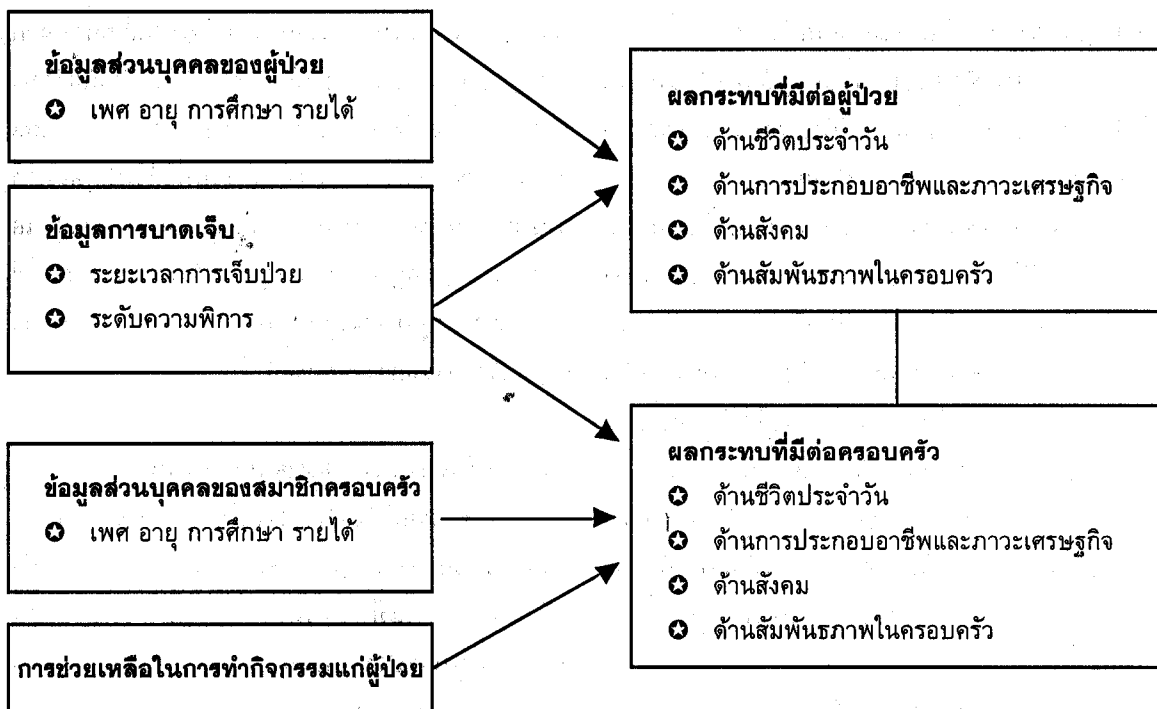 ข้อมูลส่วนบุคคลของผู้ป่วย
✪ เพศ อายุ การศึกษา รายได้
ข้อมูลการบาดเจ็บ
✪ ระยะเวลาการเจ็บป่วย
✪ ระดับความพิการ
ข้อมูลส่วนบุคคลของสมาชิกครอบครัว
✪ เพศ อายุ การศึกษา รายได้
การช่วยเหลือในการทำกิจกรรมแก่ผู้ป่วย
ผลกระทบที่มีต่อผู้ป่วย
✪ ด้านชีวิตประจำวัน
✪ ด้านการประกอบอาชีพและภาวะเศรษฐกิจ
✪ ด้านสังคม
✪ ด้านสัมพันธภาพในครอบครัว
ผลกระทบที่มีต่อครอบครัว
✪ ด้านชีวิตประจำวัน
✪ ด้านการประกอบอาชีพและภาวะเศรษฐกิจ
✪ ด้านสังคม
✪ ด้านสัมพันธภาพในครอบครัว